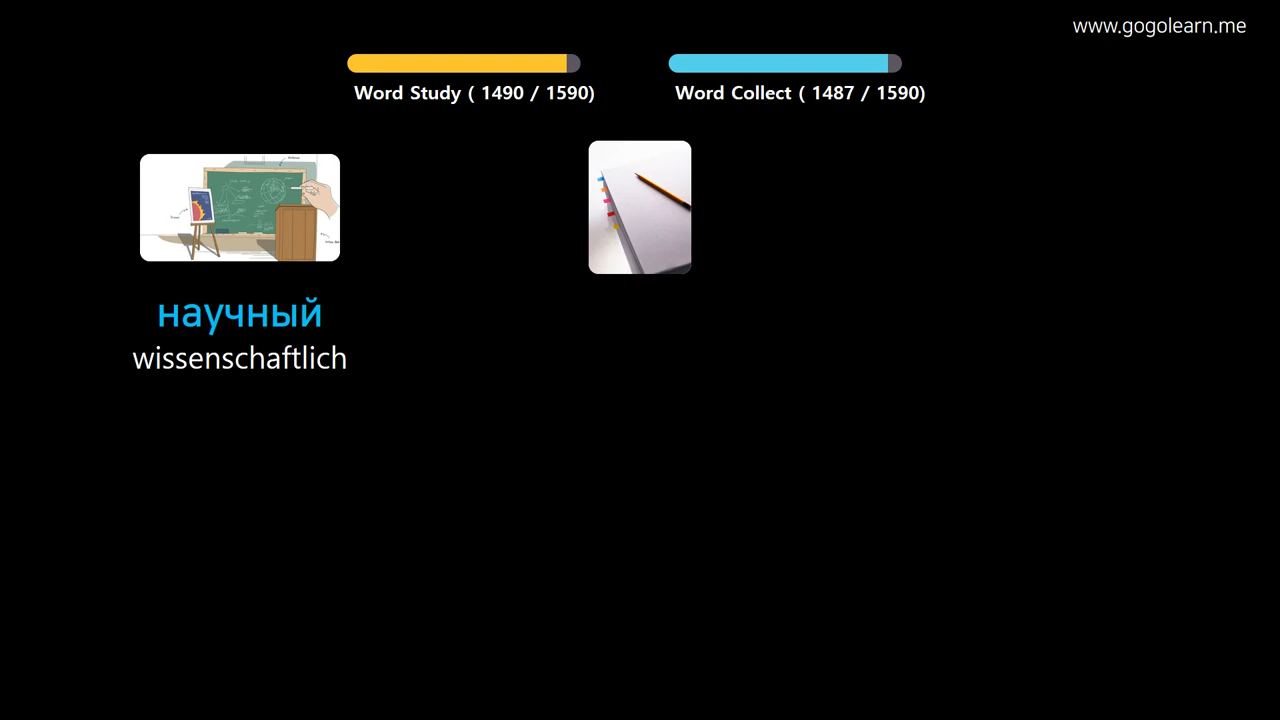 www.gogolearn.me
Word Study ( 1490 / 1590)
Word Collect ( 1487 / 1590)
научный
wissenschaftlich